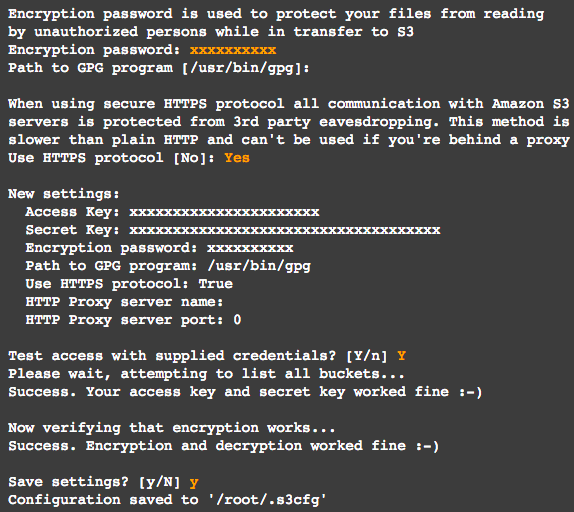 Encryption password is used to protect your files from reading
by unauthorized persons while in transfer to S3
Encryption password: xxxxxxxxxx
Path to GPG program [/usr/bin/gpg]:
When using secure HTTPS protocol all communication with Amazon S3
servers is protected from 3rd party eavesdropping. This method is
slower than plain HTTP and can't be used if you're behind a proxy
Use HTTPS protocol [No]: Yes
New settings:
Access Key: xxxxxxxxxxxxxxxxxxxxxx
Secret Key: xxxxxxxxxxxxxxxxxxxxxxxxxxxxxxxxxxxx
Encryption password: xxxxxxxxxx
Path to GPG program: /usr/bin/gpg
Use HTTPS protocol: True
HTTP Proxy server name:
HTTP Proxy server port: 0
Test access with supplied credentials? [Y/n] Y
Please wait, attempting to list all buckets...
Success. Your access key and secret key worked fine :-)
Now verifying that encryption works...
Success. Encryption and decryption worked fine :-)
Save settings? [y/N] y
Configuration saved to '/root/.s3cfg'